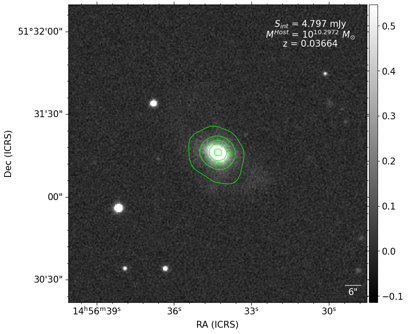 S_int = 4.797 mJy
M^Host = 10^10.2972 M_⊙
z = 0.03664
51°32'00"
31'30"
00"
30'30"
Dec (ICRS)
14^h56^m39^s
36^s
33^s
30^s
RA (ICRS)
6"
0.5
0.4
0.3
0.2
0.1
0.0
−0.1